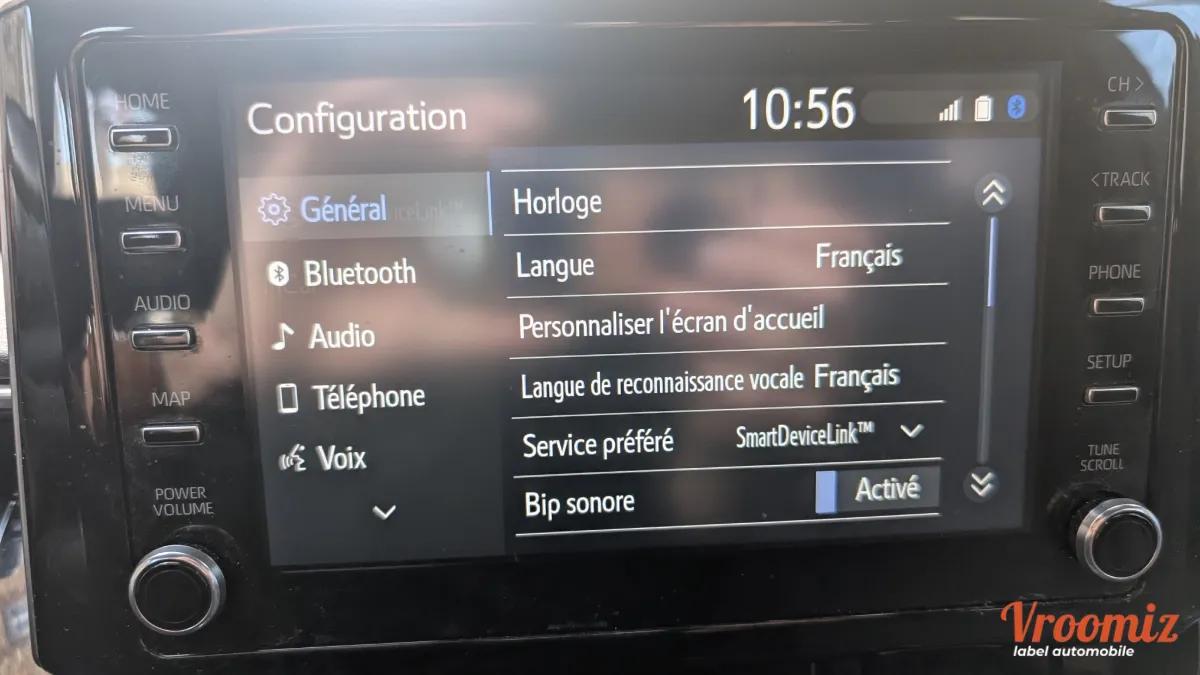 HOME
MENU
AUDIO
MAP
POWER
VOLUME
Configuration
10:56
Général
Bluetooth
Audio
Téléphone
Voix
Horloge
Langue Français
Personnaliser l'écran d'accueil
Langue de reconnaissance vocale Français
Service préféré SmartDeviceLink™
Bip sonore Activé
CH >
< TRACK
PHONE
SETUP
TUNE
SCROLL
Vroomiz
label automobile